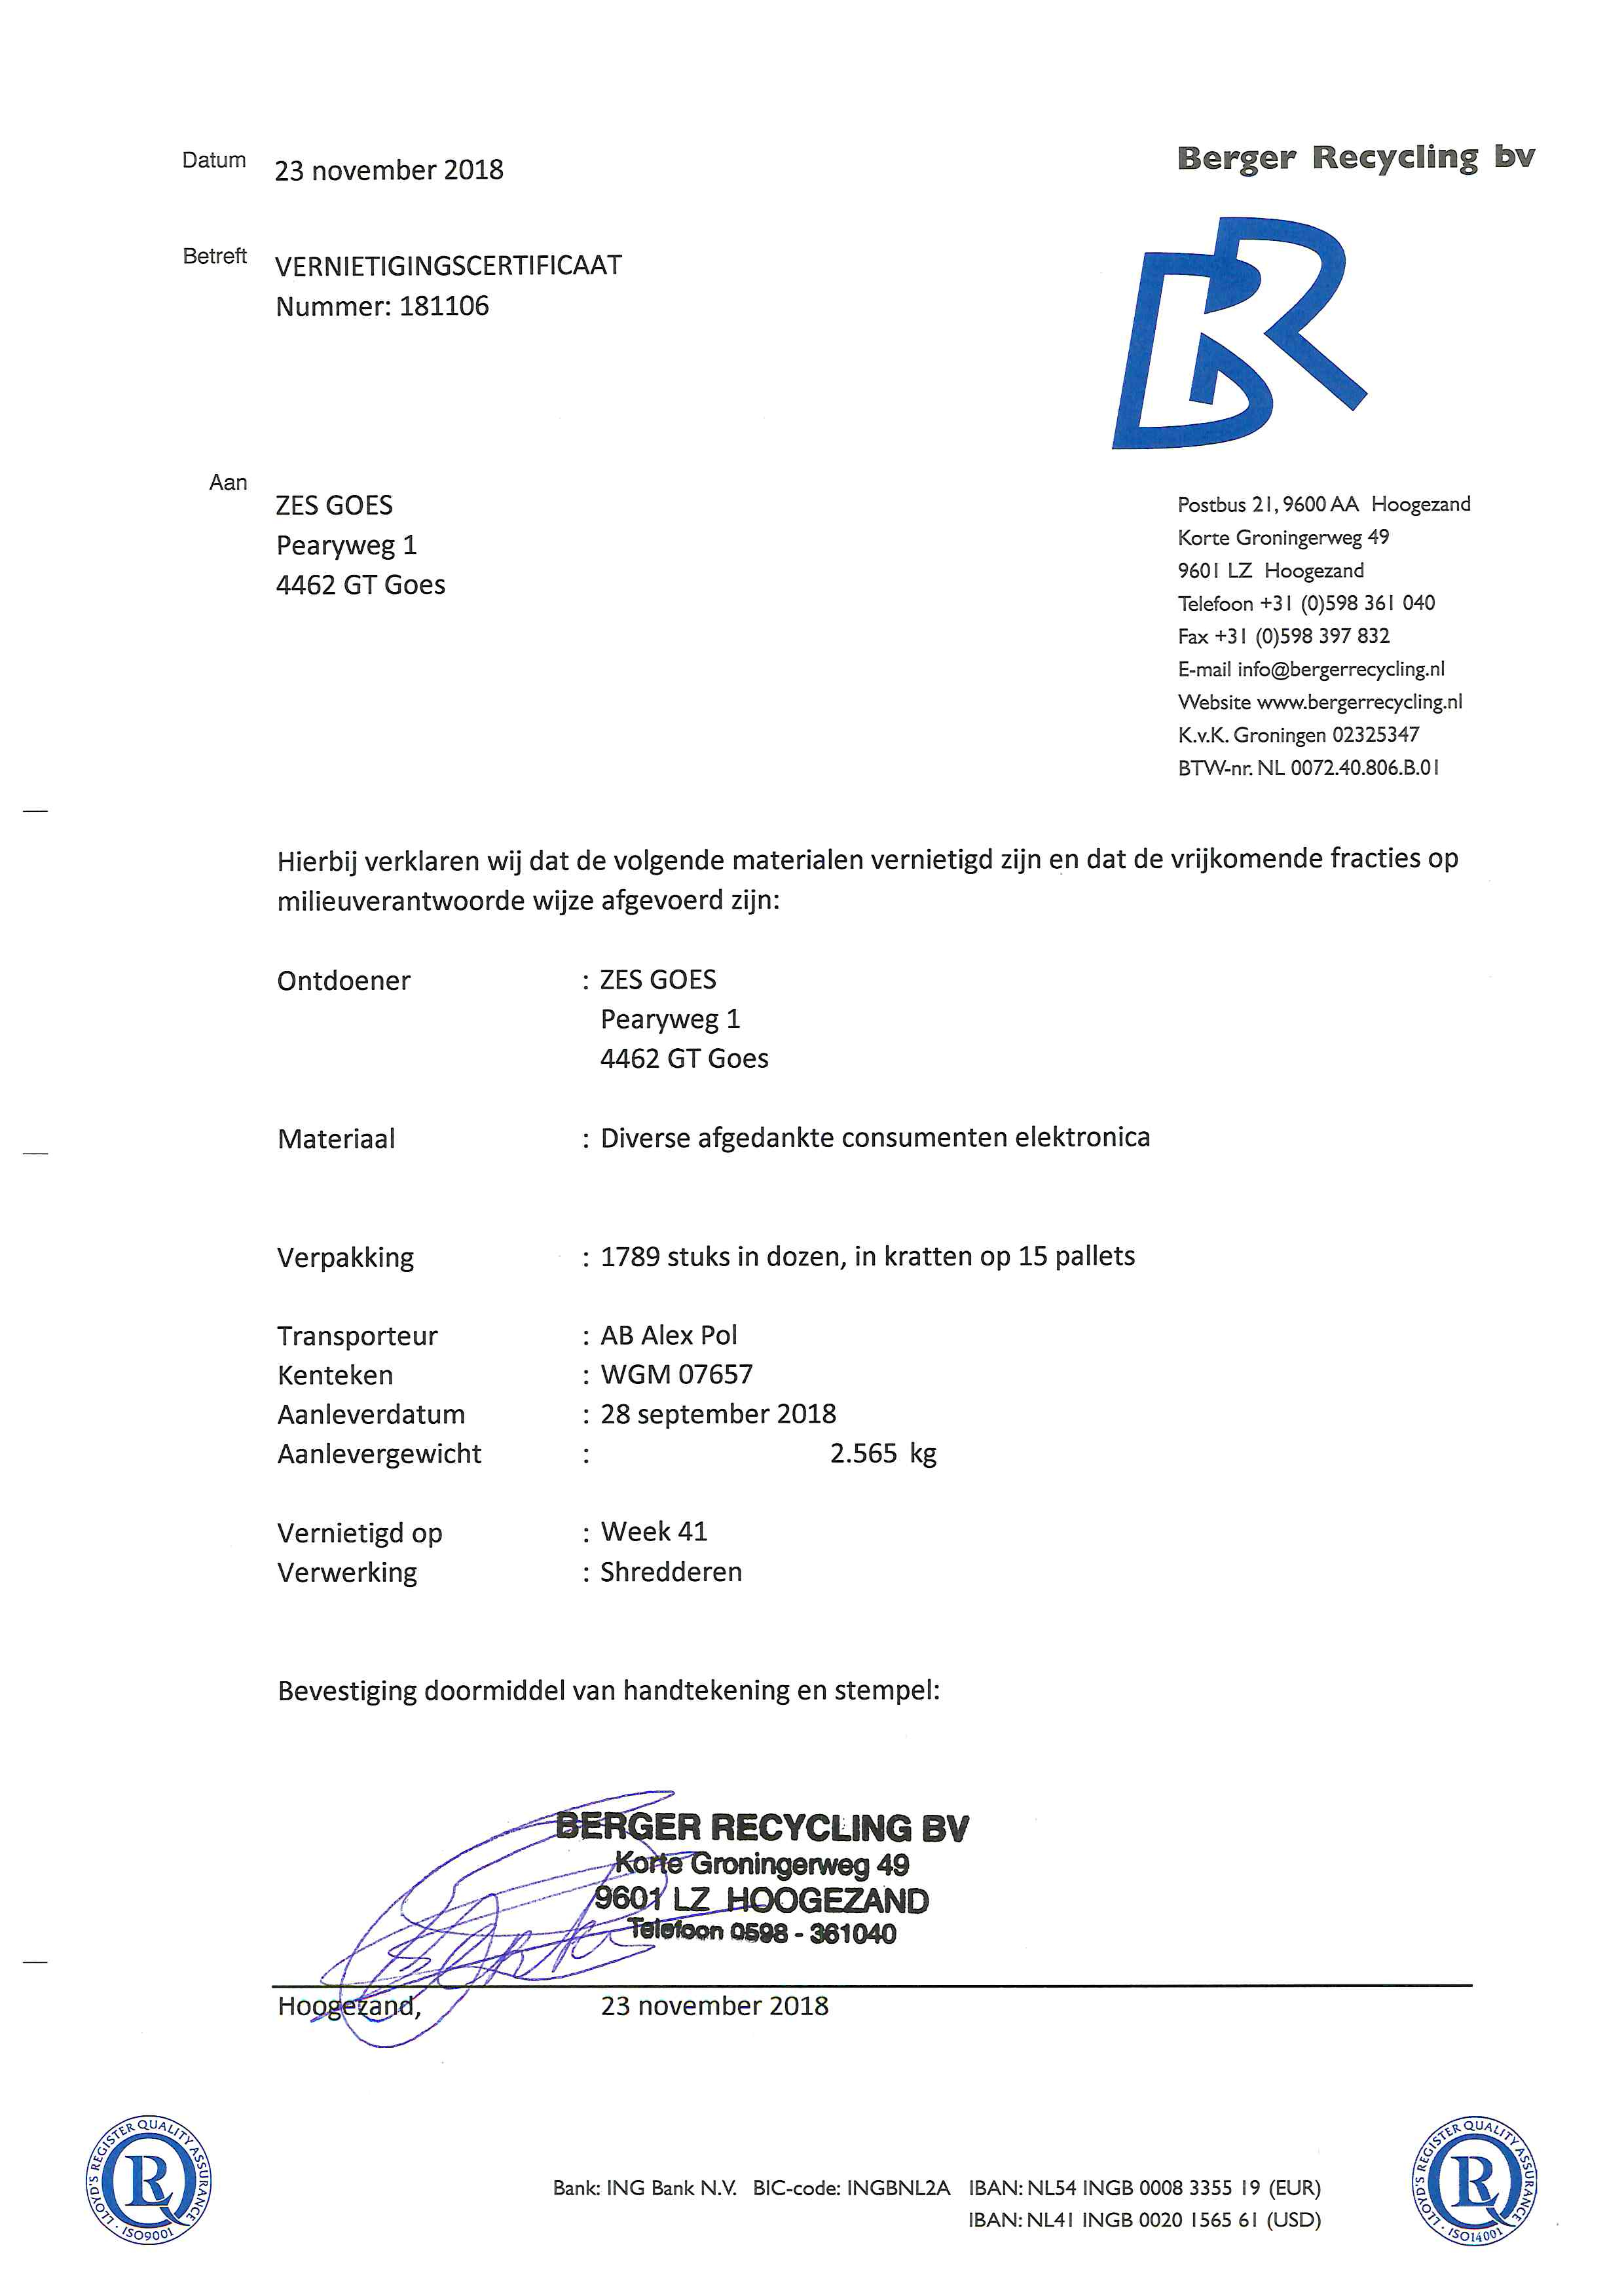 Datum 23 november 2018
Berger Recycling bv
Betreft VERNIETIGINGSCERTIFICAAT
Nummer: 181106
BR
Aan
ZES GOES
Pearyweg 1
4462 GT Goes
Postbus 21, 9600 AA Hoogezand
Korte Groningerweg 49
9601 LZ Hoogezand
Telefoon +31 (0)598 361 040
Fax +31 (0)598 397 832
E-mail info@bergerrecycling.nl
Website www.bergerrecycling.nl
K.v.K. Groningen 02325347
BTW-nr. NL 0072.40.806.B.01
Hierbij verklaren wij dat de volgende materialen vernietigd zijn en dat de vrijkomende fracties op
milieuverantwoorde wijze afgevoerd zijn:
Ontdoener : ZES GOES
Pearyweg 1
4462 GT Goes
Materiaal : Diverse afgedankte consumenten elektronica
Verpakking : 1789 stuks in dozen, in kratten op 15 pallets
Transporteur : AB Alex Pol
Kenteken : WGM 07657
Aanleverdatum : 28 september 2018
Aanlevergewicht : 2.565 kg
Vernietigd op : Week 41
Verwerking : Shredderen
Bevestiging doormiddel van handtekening en stempel:
BERGER RECYCLING BV
Korte Groningerweg 49
9601 LZ HOOGEZAND
Telefoon 0598 - 361040
Hoogezand, 23 november 2018
LLOYD'S REGISTER QUALITY ASSURANCE · ISO9001 ·
LRQ
Bank: ING Bank N.V. BIC-code: INGBNL2A IBAN: NL54 INGB 0008 3355 19 (EUR)
IBAN: NL41 INGB 0020 1565 61 (USD)
LLOYD'S REGISTER QUALITY ASSURANCE · ISO14001 ·
LRQ